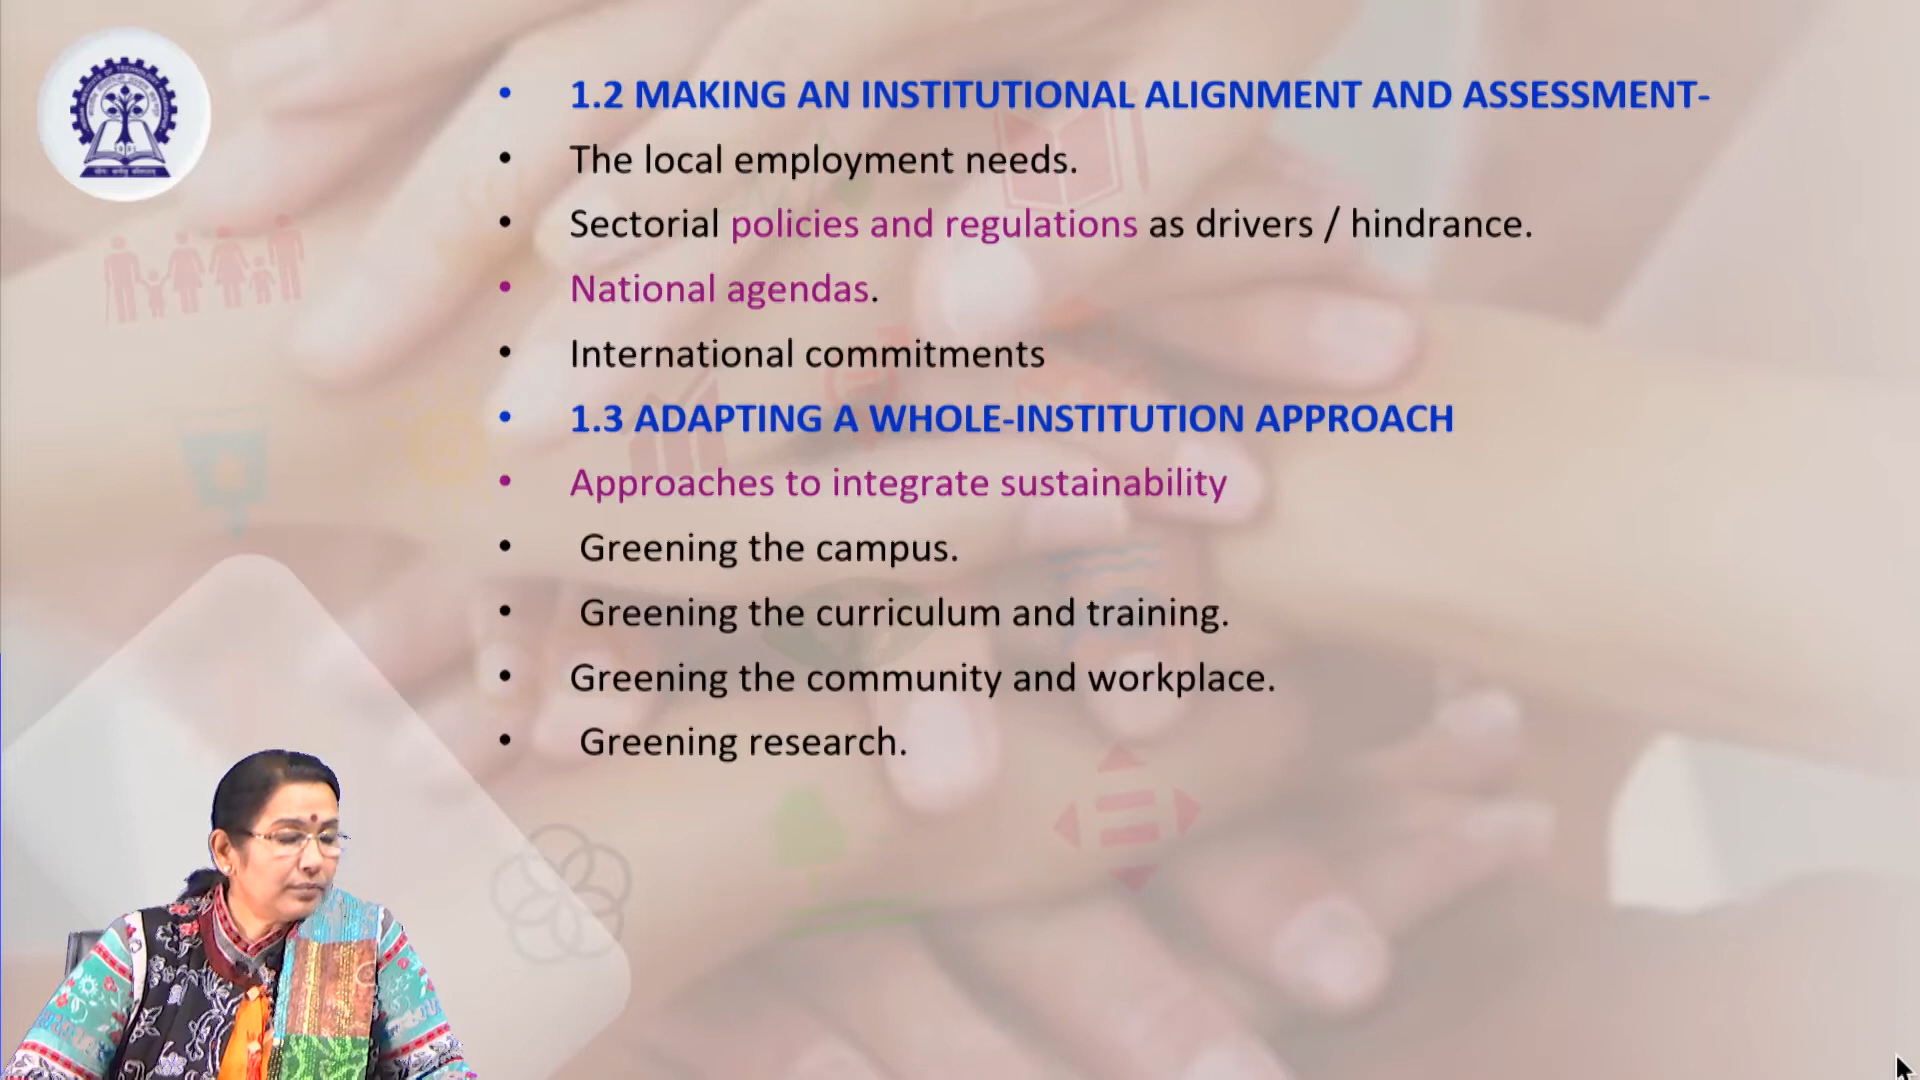 • 1.2 MAKING AN INSTITUTIONAL ALIGNMENT AND ASSESSMENT-
• The local employment needs.
• Sectorial policies and regulations as drivers / hindrance.
• National agendas.
• International commitments
• 1.3 ADAPTING A WHOLE-INSTITUTION APPROACH
• Approaches to integrate sustainability
• Greening the campus.
• Greening the curriculum and training.
• Greening the community and workplace.
• Greening research.